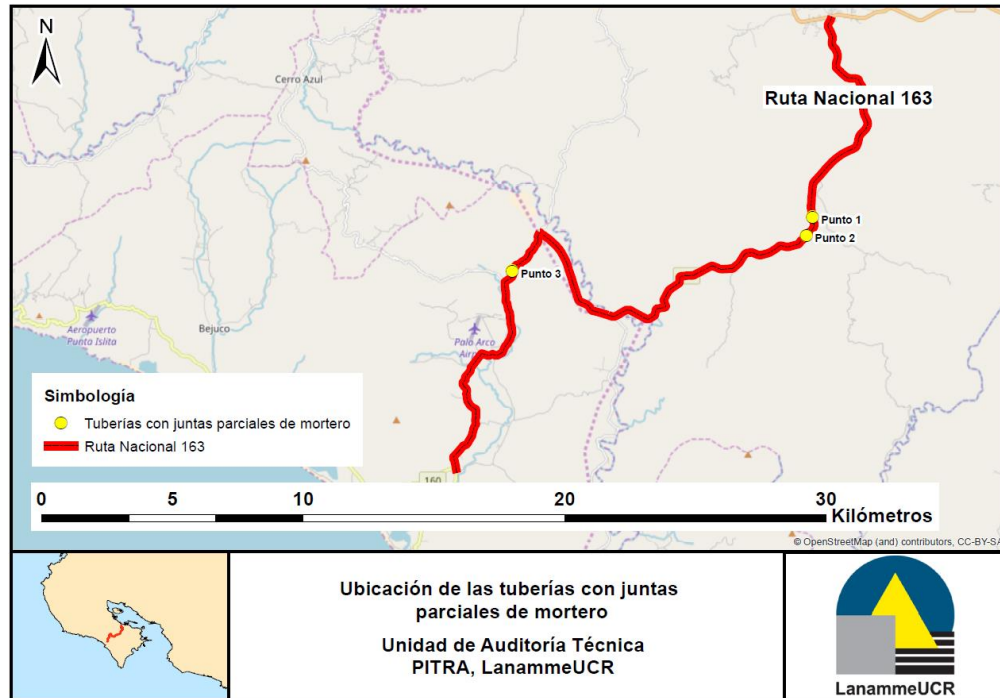 N
Cerro Azul
Ruta Nacional 163
Punto 1
Punto 2
Punto 3
Aeropuerto
Punta Islita
Bejuco
Palo Arco
Airport
Simbología
Tuberías con juntas parciales de mortero
Ruta Nacional 163
160
0 5 10 20 30
Kilómetros
© OpenStreetMap (and) contributors, CC-BY-SA
Ubicación de las tuberías con juntas
parciales de mortero
Unidad de Auditoría Técnica
PITRA, LanammeUCR
LanammeUCR